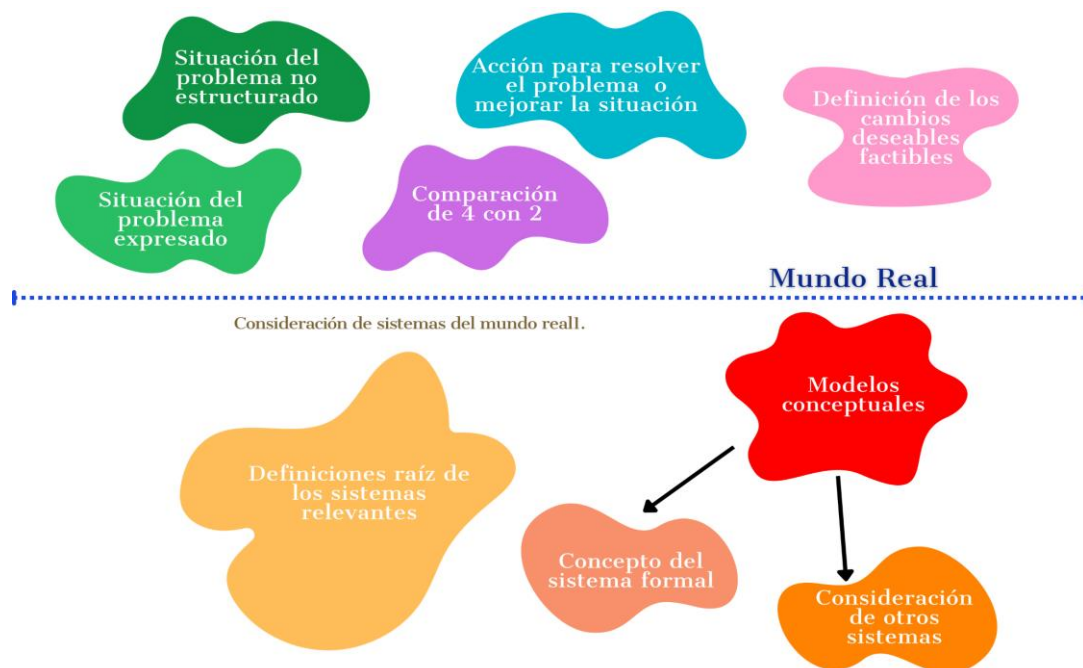 Situación del
problema no
estructurado
Acción para resolver
el problema o
mejorar la situación
Definición de los
cambios
deseables
factibles
Situación del
problema
expresado
Comparación
de 4 con 2
Mundo Real
Consideración de sistemas del mundo real1.
Modelos
conceptuales
Definiciones raíz de
los sistemas
relevantes
Concepto del
sistema formal
Consideración
de otros
sistemas